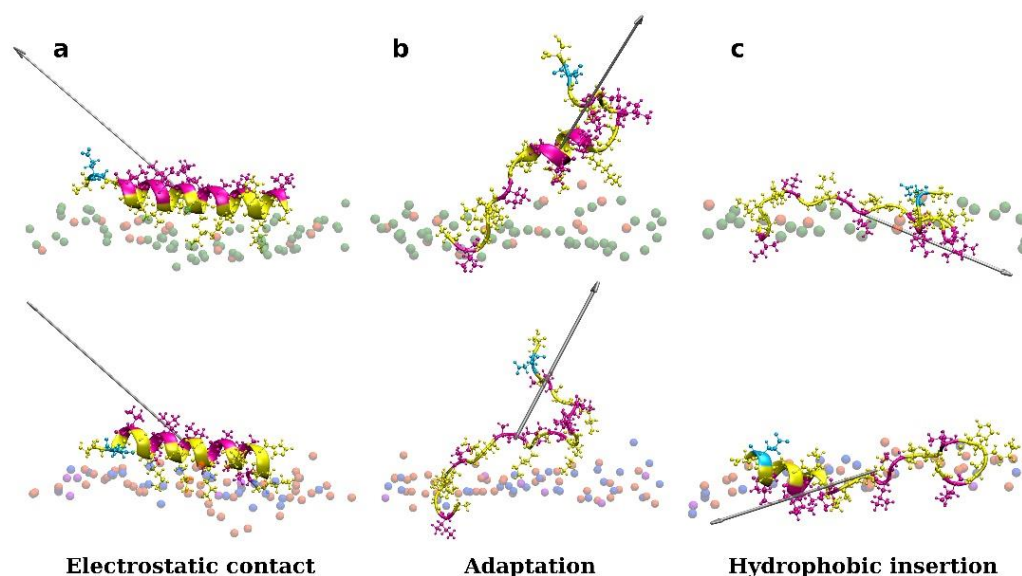 a
b
c
Electrostatic contact
Adaptation
Hydrophobic insertion